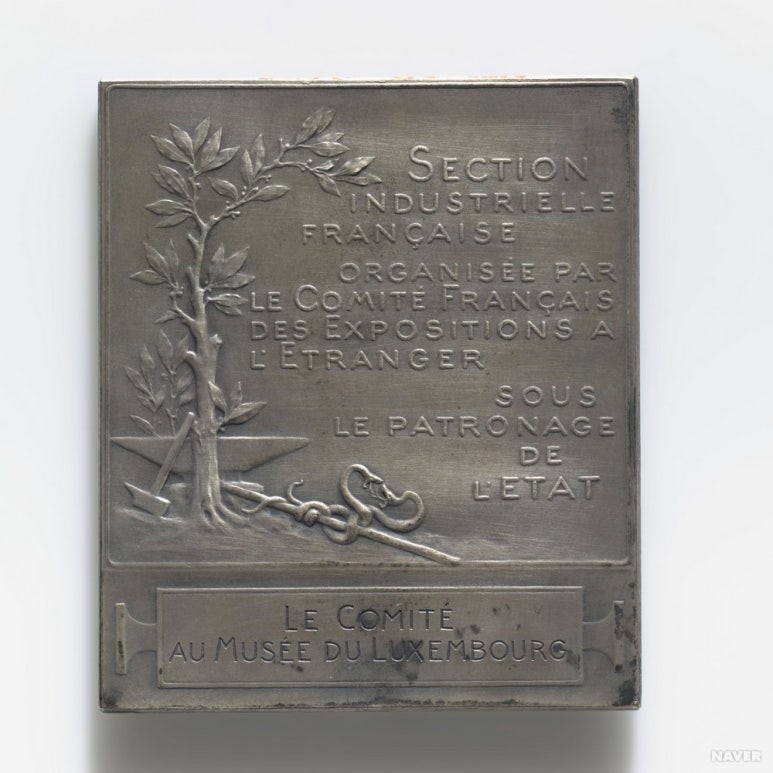 SECTION
INDUSTRIELLE
FRANÇAISE
ORGANISÉE PAR
LE COMITÉ FRANÇAIS
DES EXPOSITIONS A
L'ETRANGER
SOUS
LE PATRONAGE
DE
L'ETAT
LE COMITÉ
AU MUSÉE DU LUXEMBOURG
NAVER